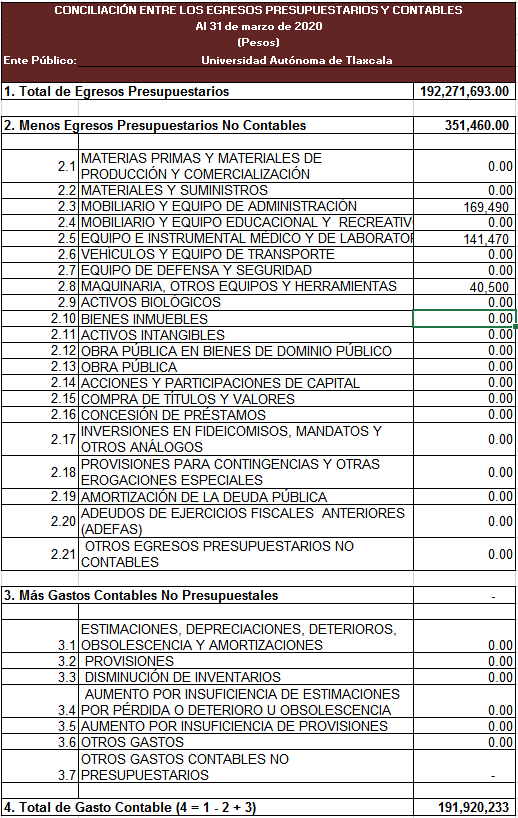 CONCILIACIÓN ENTRE LOS EGRESOS PRESUPUESTARIOS Y CONTABLES
Al 31 de marzo de 2020
(Pesos)
Ente Público: Universidad Autónoma de Tlaxcala
1. Total de Egresos Presupuestarios 192,271,693.00
2. Menos Egresos Presupuestarios No Contables 351,460.00
MATERIAS PRIMAS Y MATERIALES DE
2.1 PRODUCCIÓN Y COMERCIALIZACIÓN 0.00
2.2 MATERIALES Y SUMINISTROS 0.00
2.3 MOBILIARIO Y EQUIPO DE ADMINISTRACIÓN 169,490
2.4 MOBILIARIO Y EQUIPO EDUCACIONAL Y RECREATIV 0.00
2.5 EQUIPO E INSTRUMENTAL MÉDICO Y DE LABORATOR 141,470
2.6 VEHÍCULOS Y EQUIPO DE TRANSPORTE 0.00
2.7 EQUIPO DE DEFENSA Y SEGURIDAD 0.00
2.8 MAQUINARIA, OTROS EQUIPOS Y HERRAMIENTAS 40,500
2.9 ACTIVOS BIOLÓGICOS 0.00
2.10 BIENES INMUEBLES 0.00
2.11 ACTIVOS INTANGIBLES 0.00
2.12 OBRA PÚBLICA EN BIENES DE DOMINIO PÚBLICO 0.00
2.13 OBRA PÚBLICA 0.00
2.14 ACCIONES Y PARTICIPACIONES DE CAPITAL 0.00
2.15 COMPRA DE TÍTULOS Y VALORES 0.00
2.16 CONCESIÓN DE PRÉSTAMOS 0.00
2.17 INVERSIONES EN FIDEICOMISOS, MANDATOS Y
OTROS ANÁLOGOS 0.00
2.18 PROVISIONES PARA CONTINGENCIAS Y OTRAS
EROGACIONES ESPECIALES 0.00
2.19 AMORTIZACIÓN DE LA DEUDA PÚBLICA 0.00
2.20 ADEUDOS DE EJERCICIOS FISCALES ANTERIORES
(ADEFAS) 0.00
2.21 OTROS EGRESOS PRESUPUESTARIOS NO
CONTABLES 0.00
3. Más Gastos Contables No Presupuestales -
ESTIMACIONES, DEPRECIACIONES, DETERIOROS,
3.1 OBSOLESCENCIA Y AMORTIZACIONES 0.00
3.2 PROVISIONES 0.00
3.3 DISMINUCIÓN DE INVENTARIOS 0.00
AUMENTO POR INSUFICIENCIA DE ESTIMACIONES
3.4 POR PÉRDIDA O DETERIORO U OBSOLESCENCIA 0.00
3.5 AUMENTO POR INSUFICIENCIA DE PROVISIONES 0.00
3.6 OTROS GASTOS 0.00
OTROS GASTOS CONTABLES NO
3.7 PRESUPUESTARIOS -
4. Total de Gasto Contable (4 = 1 - 2 + 3) 191,920,233